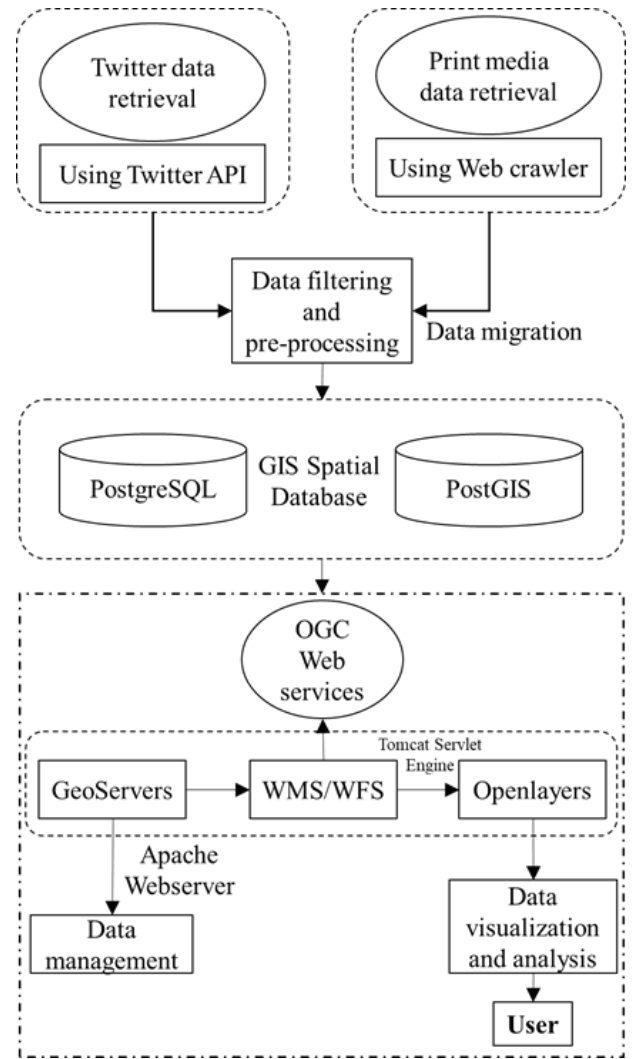 Twitter data
retrieval
Using Twitter API
Print media
data retrieval
Using Web crawler
Data filtering
and
pre-processing
Data migration
PostgreSQL
GIS Spatial
Database
PostGIS
OGC
Web
services
Tomcat Servlet
Engine
GeoServers
WMS/WFS
Openlayers
Apache
Webserver
Data
management
Data
visualization
and analysis
User